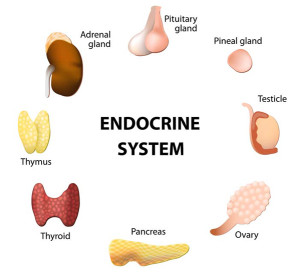 Pituitary
gland
Adrenal
gland
Pineal gland
Testicle
ENDOCRINE
SYSTEM
Thymus
Thyroid
Pancreas
Ovary